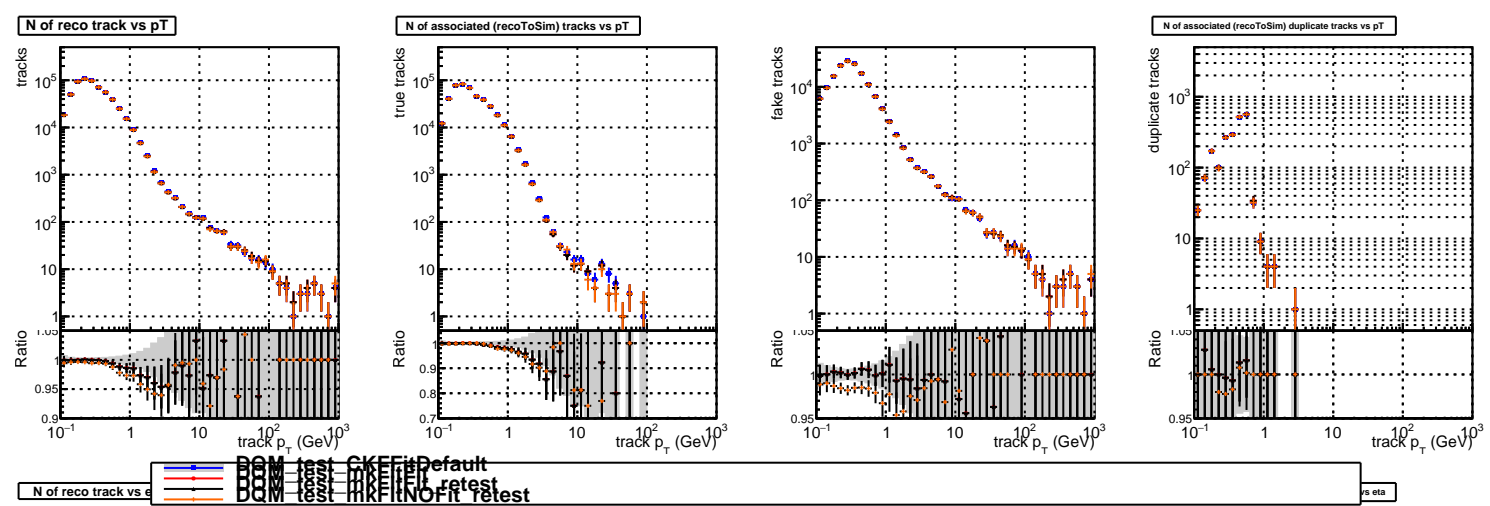 N of reco track vs pT
N of associated (recoToSim) tracks vs pT
N of associated (recoToSim) duplicate tracks vs pT
tracks
10^5
10^4
10^3
10^2
10
1
Ratio
1.05
1
0.95
0.9
10^-1 1 10 10^2 10^3
track p_T (GeV)
true tracks
10^5
10^4
10^3
10^2
10
1
Ratio
1
0.9
0.8
0.7
10^-1 1 10 10^2 10^3
track p_T (GeV)
fake tracks
10^4
10^3
10^2
10
1
Ratio
1.05
1
0.95
10^-1 1 10 10^2 10^3
track p_T (GeV)
duplicate tracks
10^3
10^2
10
1
Ratio
1.05
1
0.95
10^-1 1 10 10^2 10^3
track p_T (GeV)
DQM_test_CKFFitDefault
DQM_test_mkFitFit
DQM_test_mkFitFit_retest
DQM_test_mkFitNOFit_retest
N of reco track vs e
vs eta